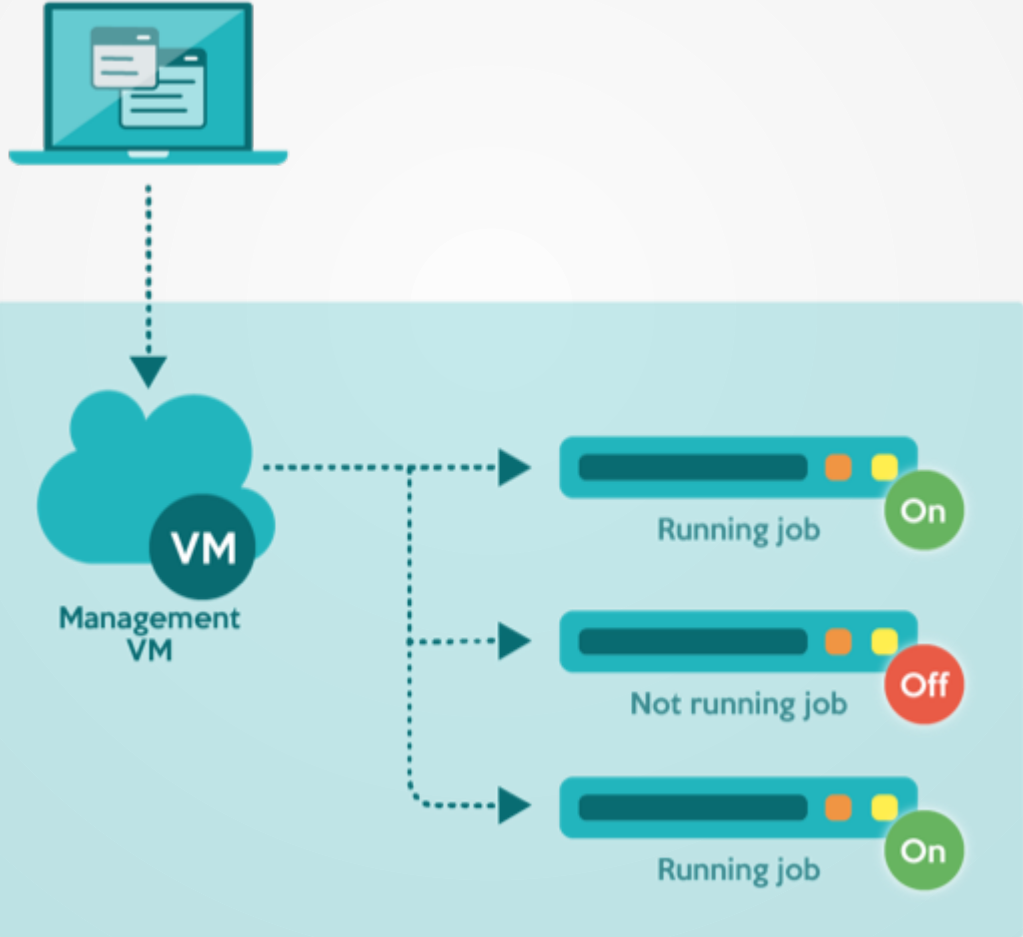 On
Running job
VM
Management
VM
Off
Not running job
On
Running job